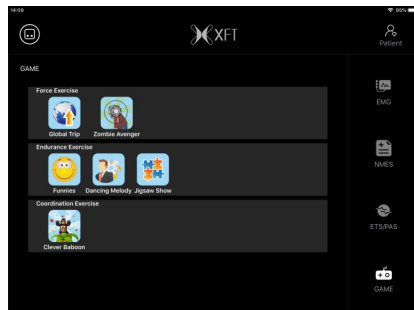 14:09
90%
XFT
Patient
GAME
Force Exercise
Global Trip Zombie Avenger
Endurance Exercise
Funnies Dancing Melody Jigsaw Show
Coordination Exercise
Clever Baboon
EMG
NMES
ETS/PAS
GAME